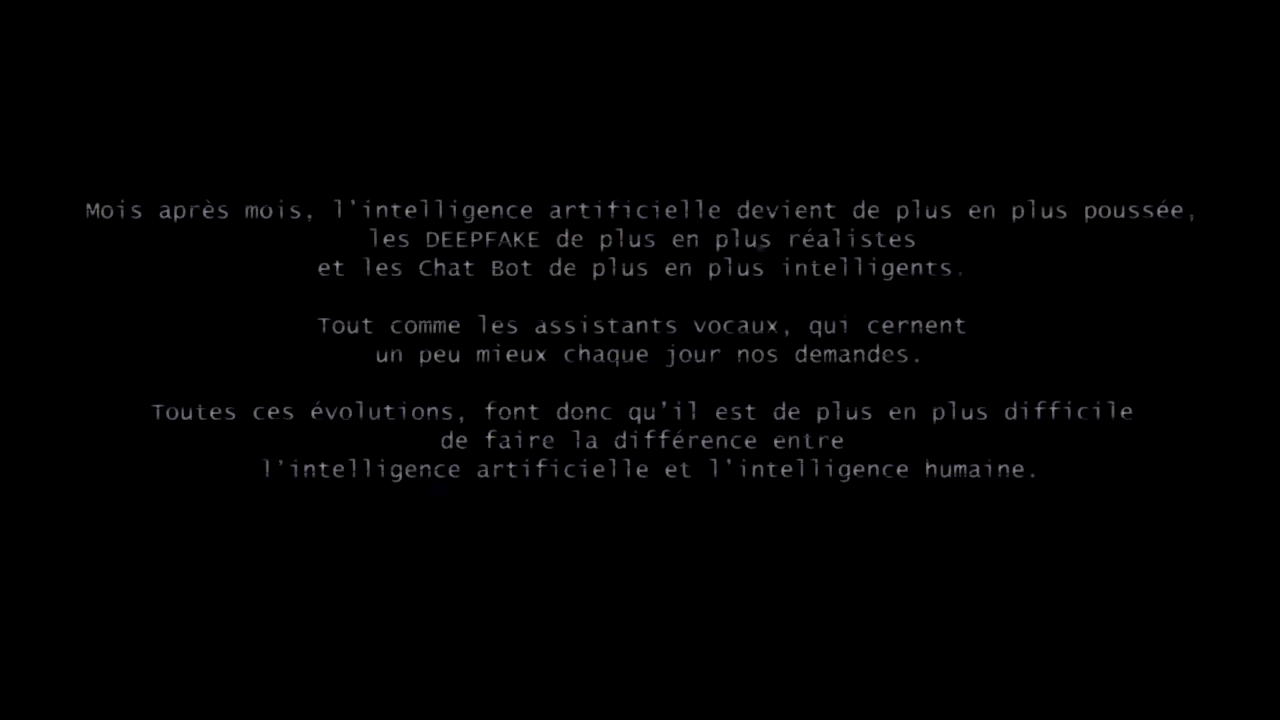 Mois après mois, l'intelligence artificielle devient de plus en plus poussée,
les DEEPFAKE de plus en plus réalistes
et les Chat Bot de plus en plus intelligents.
Tout comme les assistants vocaux, qui cernent
un peu mieux chaque jour nos demandes.
Toutes ces évolutions, font donc qu'il est de plus en plus difficile
de faire la différence entre
l'intelligence artificielle et l'intelligence humaine.